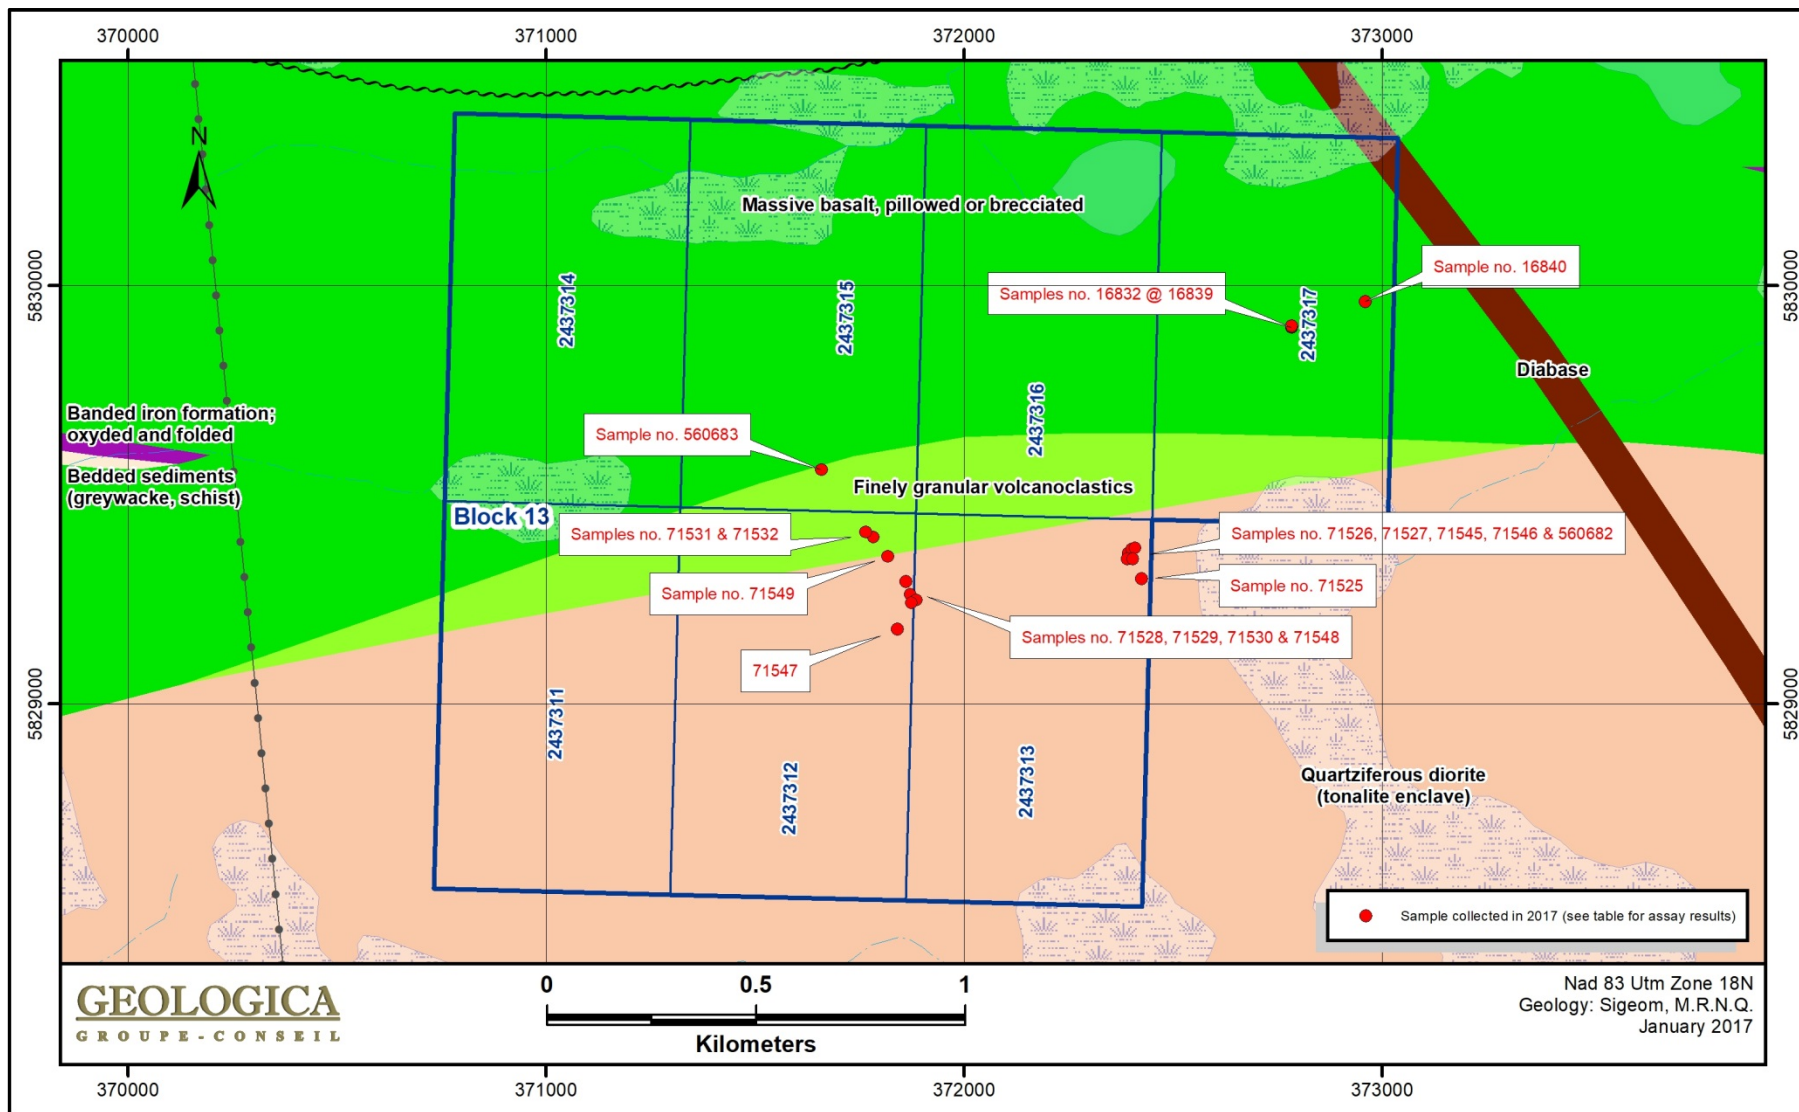 370000
371000
372000
373000
N
Massive basalt, pillowed or brecciated
5830000
5830000
2437314
2437315
Samples no. 16832 @ 16839
2437317
Sample no. 16840
Diabase
2437316
Banded iron formation;
oxyded and folded
Sample no. 560683
Bedded sediments
(greywacke, schist)
Finely granular volcanoclastics
Block 13
Samples no. 71531 & 71532
Samples no. 71526, 71527, 71545, 71546 & 560682
Sample no. 71549
Sample no. 71525
Samples no. 71528, 71529, 71530 & 71548
71547
5829000
5829000
2437311
2437312
2437313
Quartziferous diorite
(tonalite enclave)
Sample collected in 2017 (see table for assay results)
GEOLOGICA
GROUPE-CONSEIL
0
0.5
1
Kilometers
Nad 83 Utm Zone 18N
Geology: Sigeom, M.R.N.Q.
January 2017
370000
371000
372000
373000